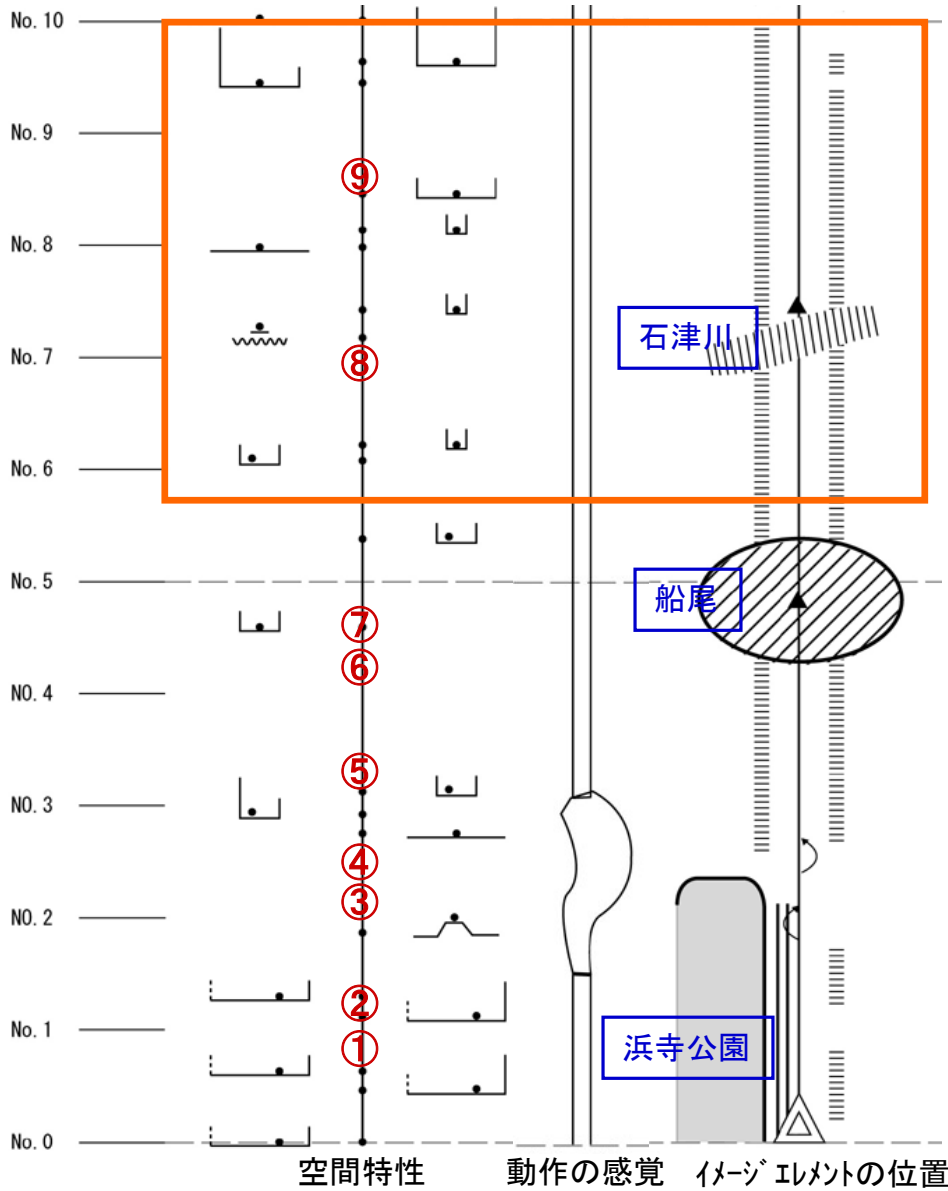 No. 10
No. 9
⑨
No. 8
石津川
No. 7
⑧
No. 6
No. 5
船尾
⑦
⑥
NO. 4
⑤
NO. 3
④
③
NO. 2
②
No. 1
①
浜寺公園
No. 0
空間特性 動作の感覚 ｲﾒｰｼﾞ ｴﾚﾒﾝﾄの位置